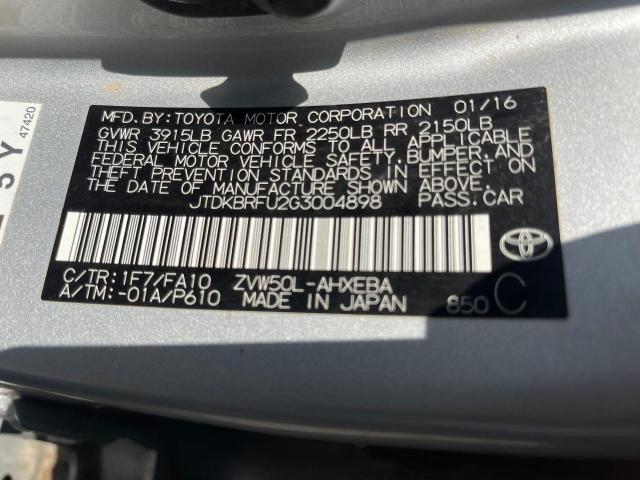 MFD. BY: TOYOTA MOTOR CORPORATION 01/16
GVWR 3915LB GAWR FR 2250LB RR 2150LB
THIS VEHICLE CONFORMS TO ALL APPLICABLE
FEDERAL MOTOR VEHICLE SAFETY, BUMPER, AND
THEFT PREVENTION STANDARDS IN EFFECT ON
THE DATE OF MANUFACTURE SHOWN ABOVE.
JTDKBRFU2G3004898 PASS.CAR
C/TR:1F7/FA10 ZVW50L-AHXEBA
A/TM:-01A/P610 MADE IN JAPAN 850 C
47420